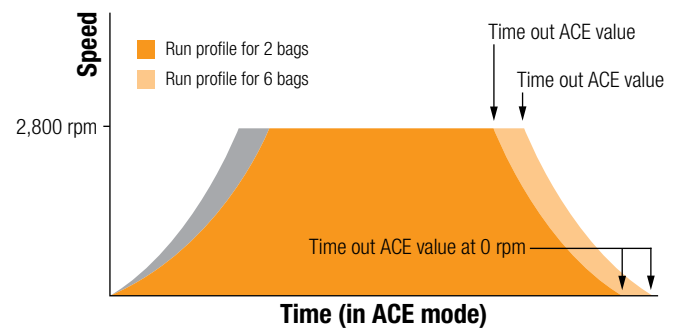 Speed
Run profile for 2 bags
Run profile for 6 bags
Time out ACE value
Time out ACE value
2,800 rpm
Time out ACE value at 0 rpm
Time (in ACE mode)